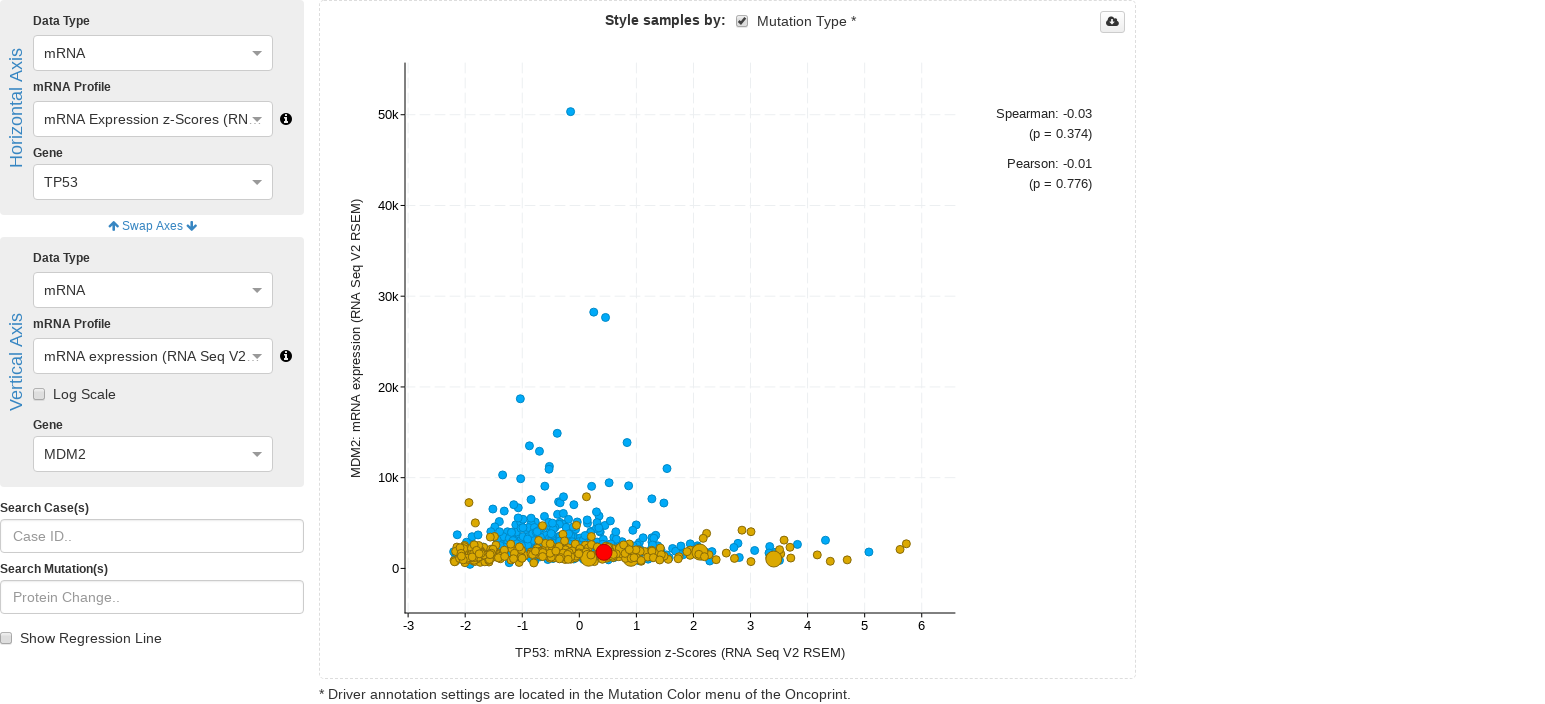 Horizontal Axis
Data Type
mRNA
mRNA Profile
mRNA Expression z-Scores (RN...
Gene
TP53
Swap Axes
Vertical Axis
Data Type
mRNA
mRNA Profile
mRNA expression (RNA Seq V2...
Log Scale
Gene
MDM2
Search Case(s)
Case ID..
Search Mutation(s)
Protein Change..
Show Regression Line
Style samples by: Mutation Type *
MDM2: mRNA expression (RNA Seq V2 RSEM)
50k
40k
30k
20k
10k
0
-3 -2 -1 0 1 2 3 4 5 6
TP53: mRNA Expression z-Scores (RNA Seq V2 RSEM)
Spearman: -0.03
(p = 0.374)
Pearson: -0.01
(p = 0.776)
* Driver annotation settings are located in the Mutation Color menu of the Oncoprint.